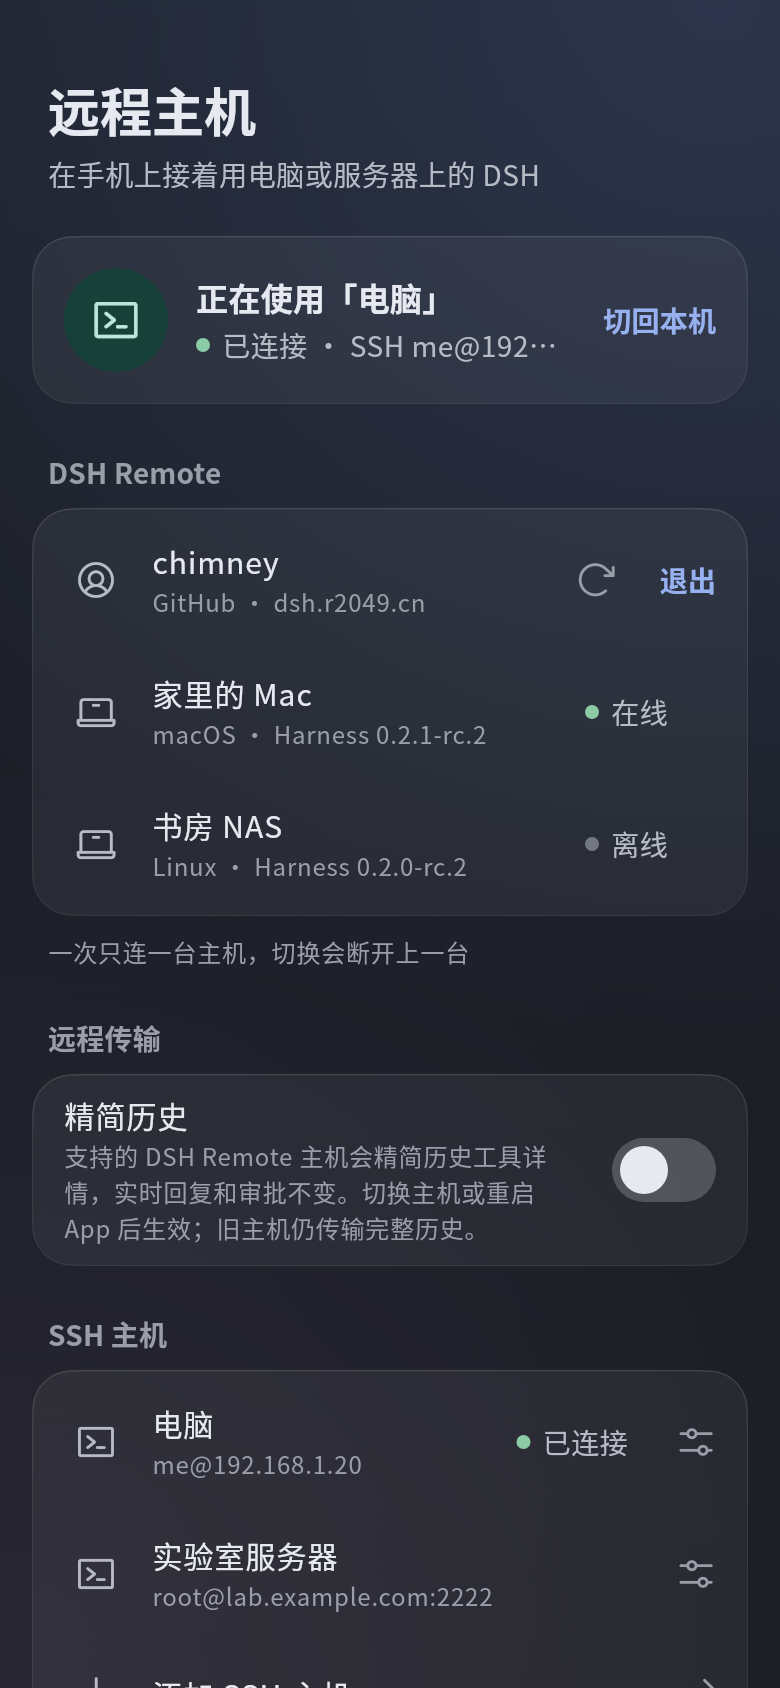 远程主机
在手机上接着用电脑或服务器上的 DSH
正在使用「电脑」
已连接 · SSH me@192…
切回本机
DSH Remote
chimney
GitHub · dsh.r2049.cn
退出
家里的 Mac
macOS · Harness 0.2.1-rc.2
在线
书房 NAS
Linux · Harness 0.2.0-rc.2
离线
一次只连一台主机，切换会断开上一台
远程传输
精简历史
支持的 DSH Remote 主机会精简历史工具详
情，实时回复和审批不变。切换主机或重启
App 后生效；旧主机仍传输完整历史。
SSH 主机
电脑
me@192.168.1.20
已连接
实验室服务器
root@lab.example.com:2222
添加 SSH 主机